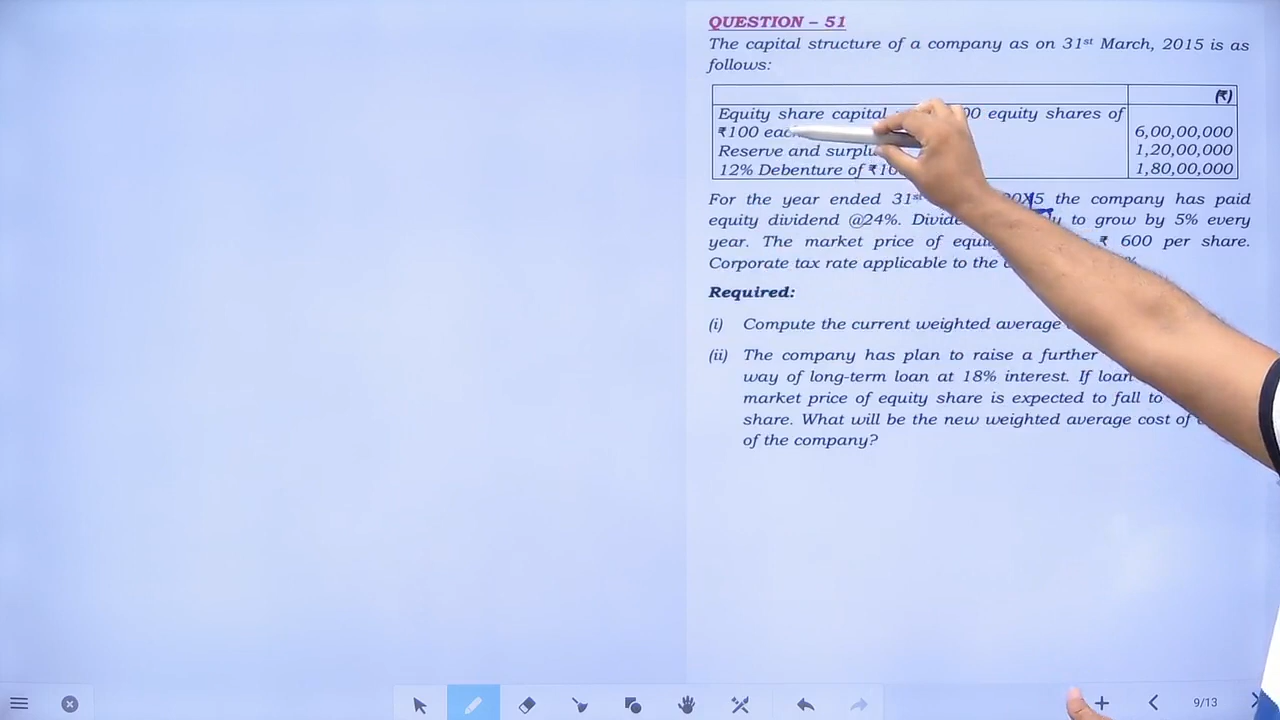 QUESTION – 51
The capital structure of a company as on 31st March, 2015 is as
follows:
(₹)
Equity share capital 00 equity shares of
₹100 each 6,00,00,000
Reserve and surplus 1,20,00,000
12% Debenture of ₹10 1,80,00,000
For the year ended 31st the company has paid
equity dividend @24%. to grow by 5% every
year. The market price of equity ₹ 600 per share.
Corporate tax rate applicable to the
Required:
(i) Compute the current weighted average
(ii) The company has plan to raise a further
way of long-term loan at 18% interest. If loan
market price of equity share is expected to fall to
share. What will be the new weighted average cost of
of the company?
9/13